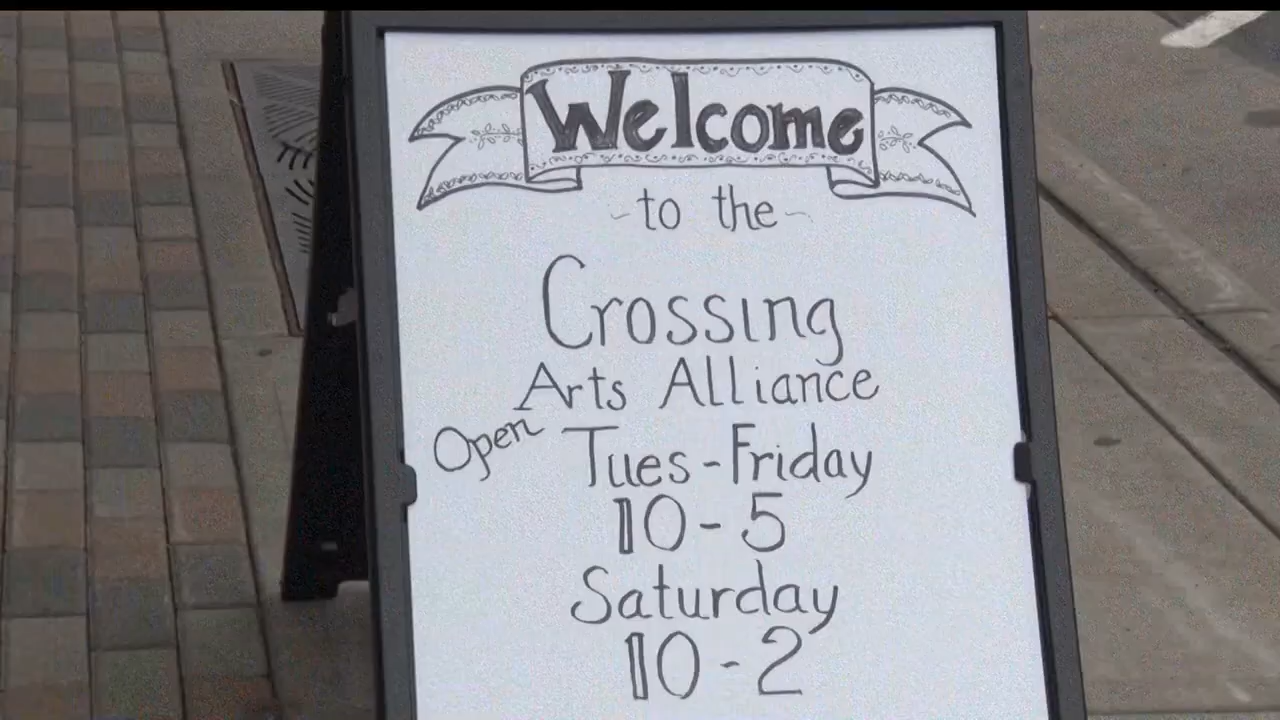 Welcome
-to the-
Crossing
Arts Alliance
Open Tues-Friday
10-5
Saturday
10-2